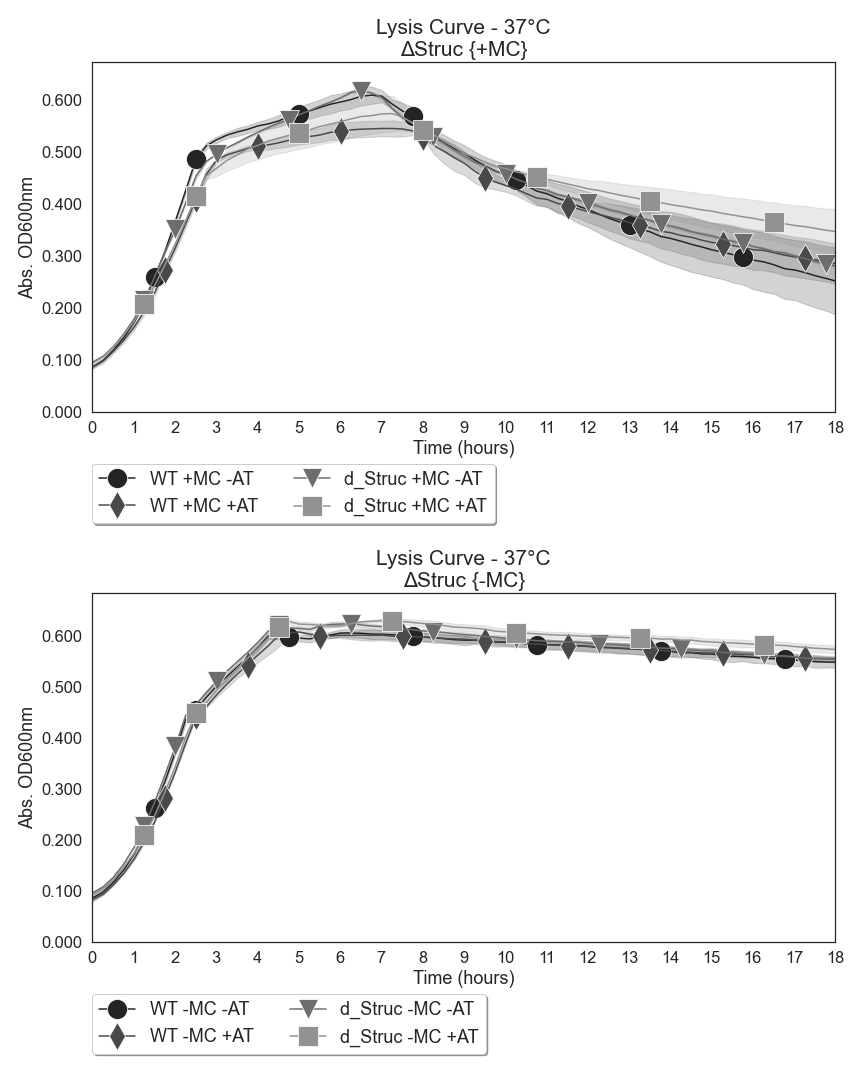 Lysis Curve - 37°C
ΔStruc {+MC}
Abs. OD600nm
0.600
0.500
0.400
0.300
0.200
0.100
0.000
0 1 2 3 4 5 6 7 8 9 10 11 12 13 14 15 16 17 18
Time (hours)
WT +MC -AT d_Struc +MC -AT
WT +MC +AT d_Struc +MC +AT
Lysis Curve - 37°C
ΔStruc {-MC}
Abs. OD600nm
0.600
0.500
0.400
0.300
0.200
0.100
0.000
0 1 2 3 4 5 6 7 8 9 10 11 12 13 14 15 16 17 18
Time (hours)
WT -MC -AT d_Struc -MC -AT
WT -MC +AT d_Struc -MC +AT